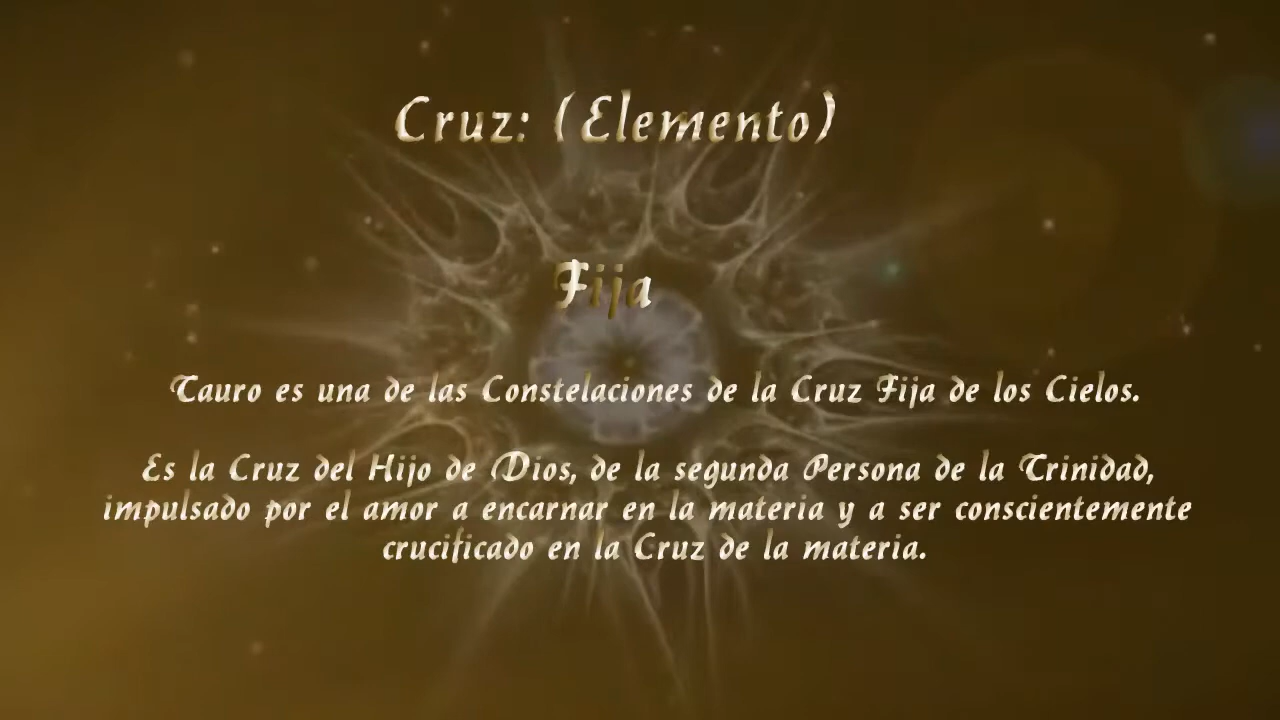 Cruz: (Elemento)
Fija
Tauro es una de las Constelaciones de la Cruz Fija de los Cielos.
Es la Cruz del Hijo de Dios, de la segunda Persona de la Trinidad,
impulsado por el amor a encarnar en la materia y a ser conscientemente
crucificado en la Cruz de la materia.